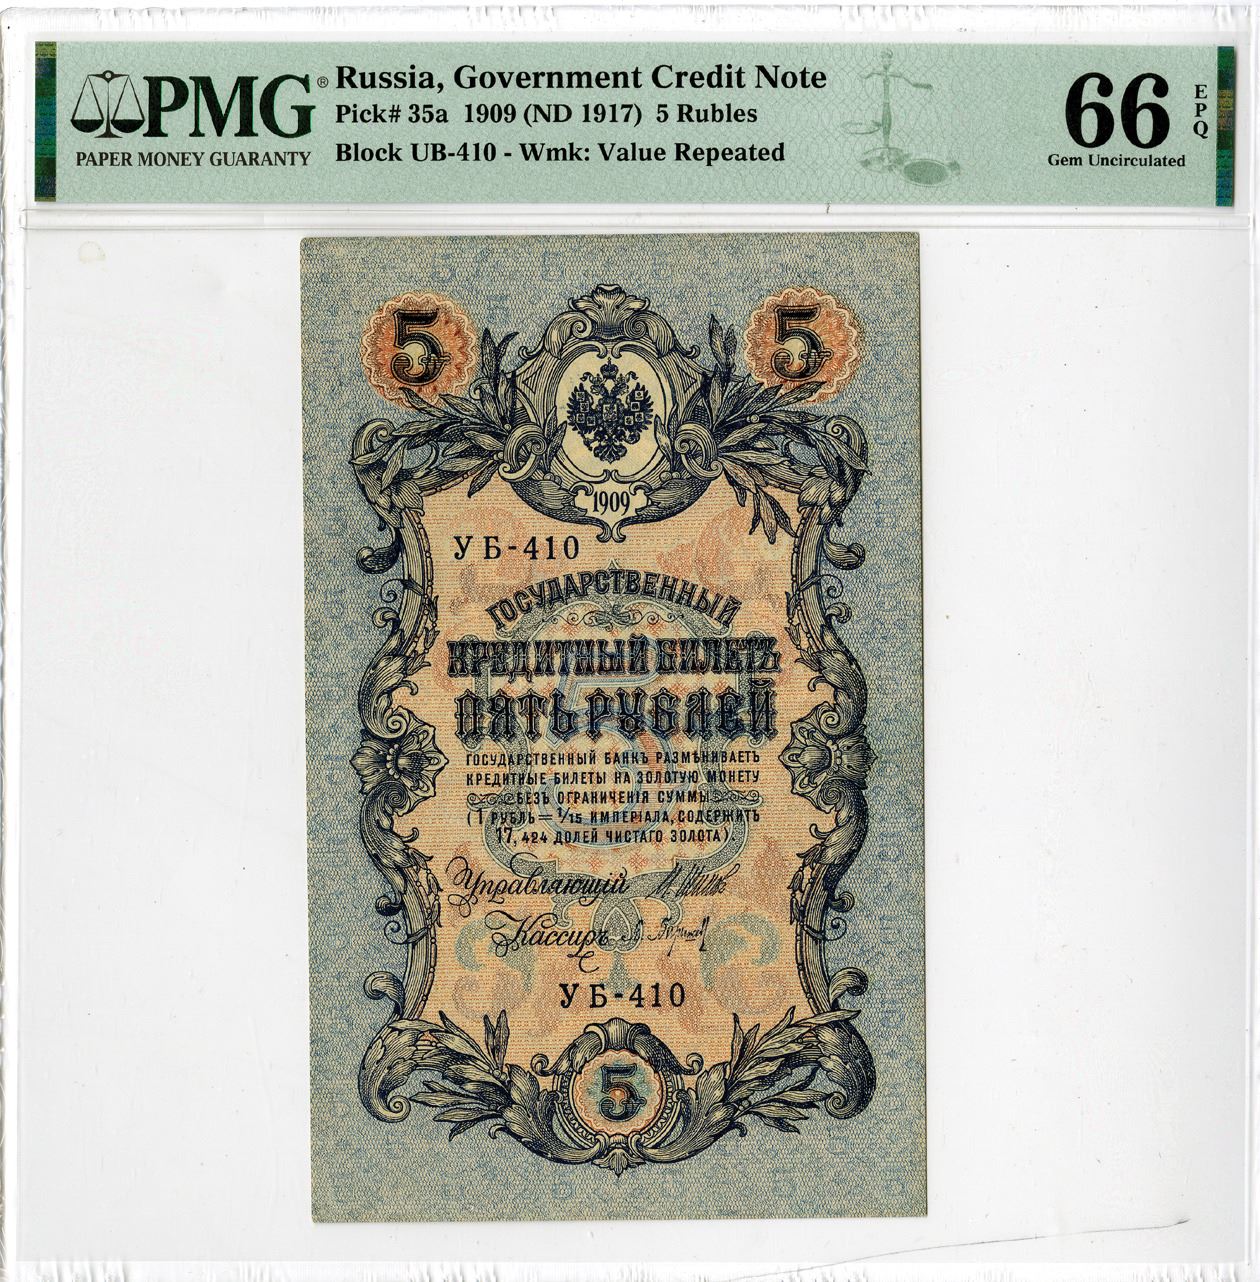 PMG®
PAPER MONEY GUARANTY
Russia, Government Credit Note
Pick# 35a 1909 (ND 1917) 5 Rubles
Block UB-410 - Wmk: Value Repeated
66
EPQ
Gem Uncirculated
5
5
1909
УБ-410
ГОСУДАРСТВЕННЫЙ
КРЕДИТНЫЙ БИЛЕТЪ
ПЯТЬ РУБЛЕЙ
5
ГОСУДАРСТВЕННЫЙ БАНКЪ РАЗМѢНИВАЕТЪ
КРЕДИТНЫЕ БИЛЕТЫ НА ЗОЛОТУЮ МОНЕТУ
БЕЗЪ ОГРАНИЧЕНІЯ СУММЫ
(1 РУБЛЬ = 1/15 ИМПЕРІАЛА, СОДЕРЖИТЪ
17,424 ДОЛЕЙ ЧИСТАГО ЗОЛОТА).
Управляющій
Кассиръ
УБ-410
5